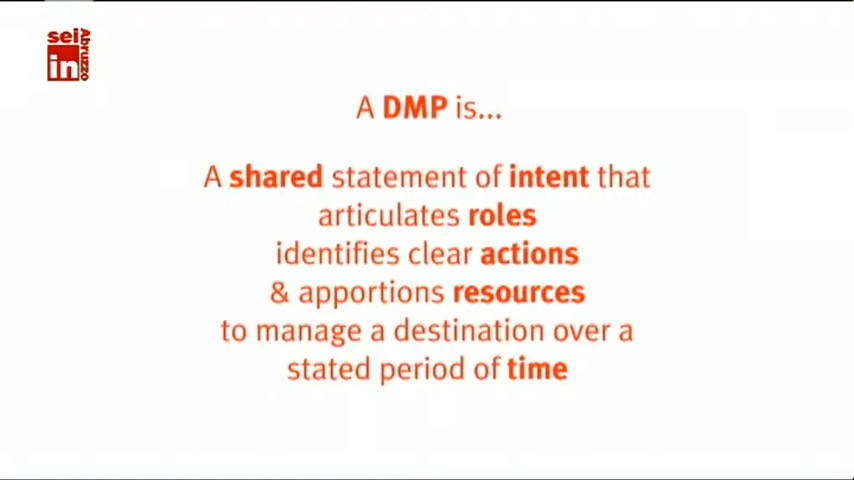 sei
in
Abruzzo
A DMP is...
A shared statement of intent that
articulates roles
identifies clear actions
& apportions resources
to manage a destination over a
stated period of time